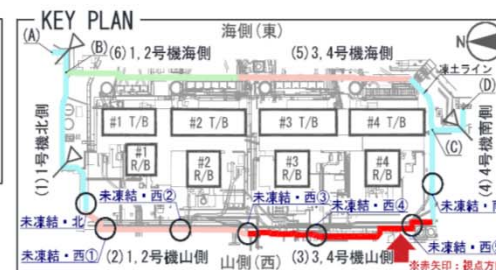 KEY PLAN
海側(東)
N
(A)
(B)
(6)1,2号機海側
(5)3,4号機海側
凍土ライン
(D)
#1 T/B
#2 T/B
#3 T/B
#4 T/B
(1)1号機北側
(C)
(4)4号機南側
#1
R/B
#2
R/B
#3
R/B
#4
R/B
未凍結・西②
未凍結・西③
未凍結・西④
未凍結・北
未凍結・西①
(2)1,2号機山側
(3)3,4号機山側
山側(西)
※赤矢印:視点方